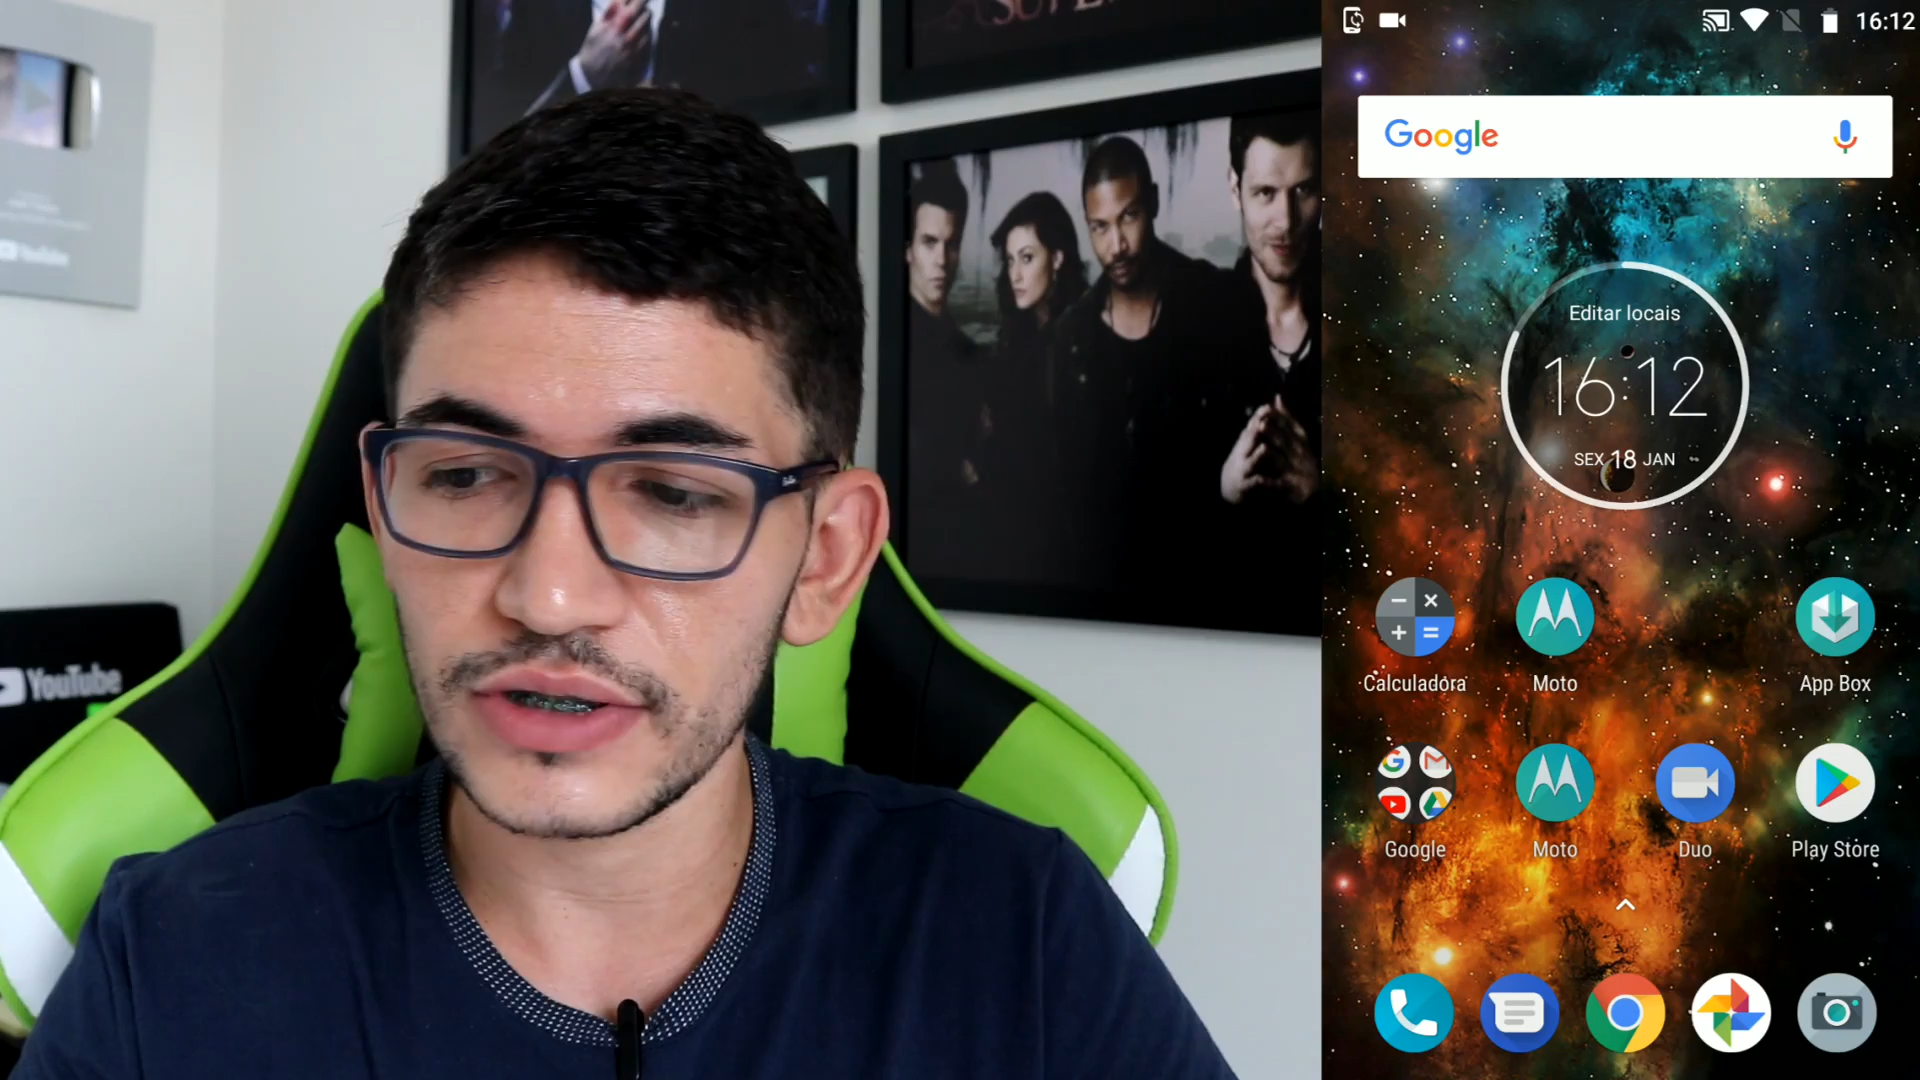 YouTube
YouTube
16:12
Google
Editar locais
16:12
SEX 18 JAN
Calculadora
Moto
App Box
Google
Moto
Duo
Play Store